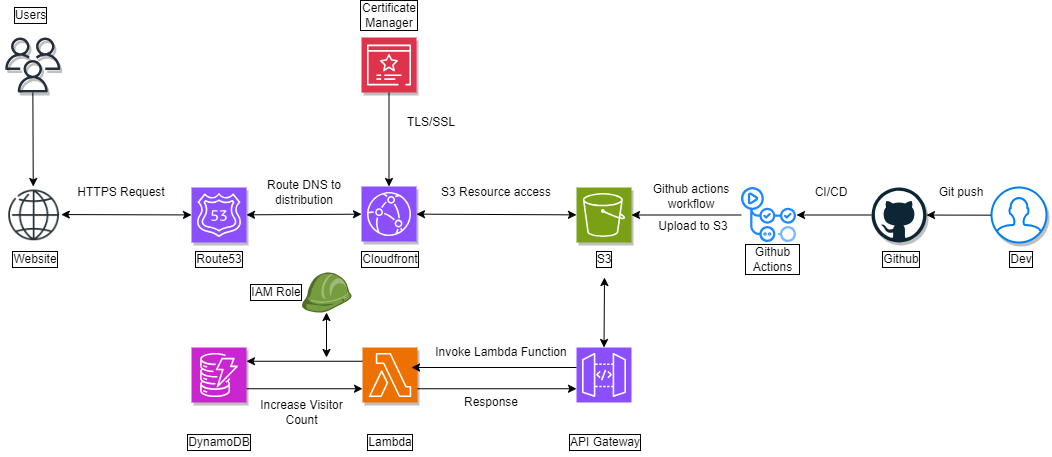 Users
Certificate
Manager
TLS/SSL
HTTPS Request
Route DNS to
distribution
S3 Resource access
Github actions
workflow
Upload to S3
CI/CD
Git push
53
Website
Route53
Cloudfront
S3
Github
Actions
Github
Dev
IAM Role
Invoke Lambda Function
Increase Visitor
Count
Response
DynamoDB
Lambda
API Gateway